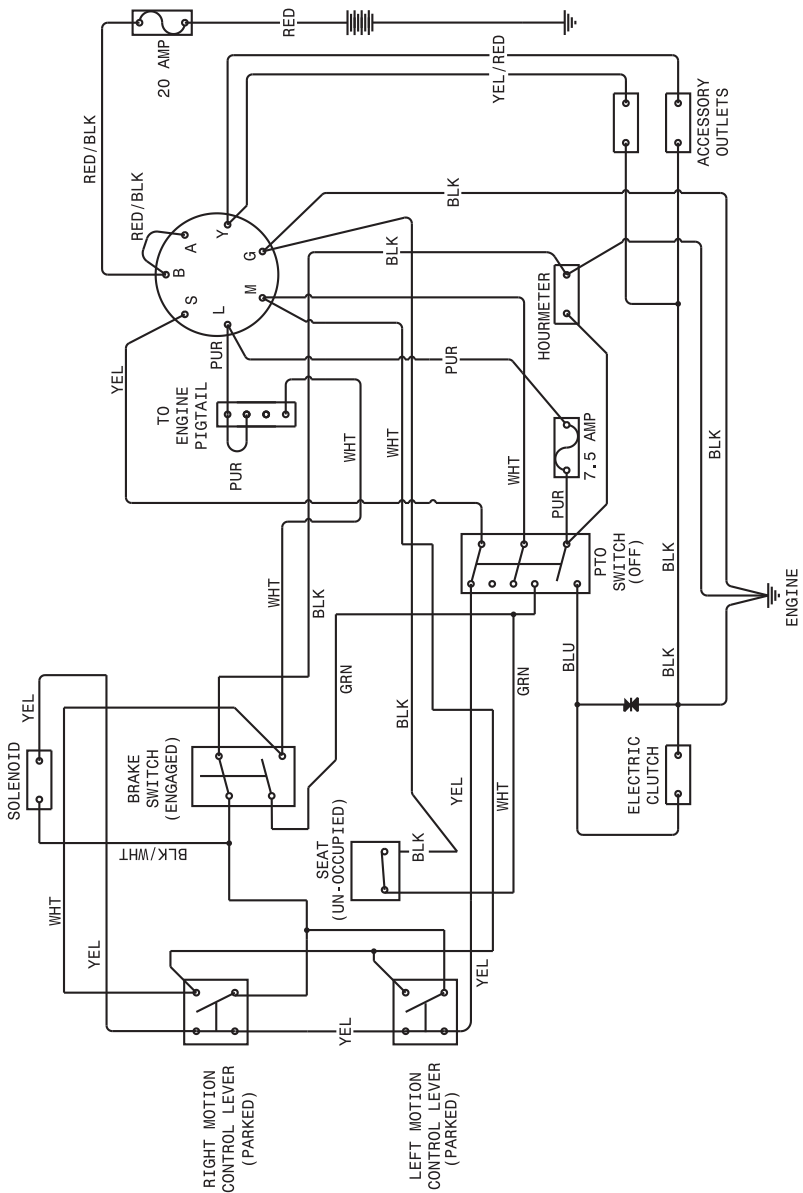 RED
20 AMP
RED/BLK
RED/BLK
YEL/RED
ACCESSORY
OUTLETS
B
A
Y
G
M
L
S
BLK
BLK
HOURMETER
YEL
PUR
TO
ENGINE
PIGTAIL
PUR
PUR
WHT
WHT
WHT
7.5 AMP
PUR
BLK
PTO
SWITCH
(OFF)
BLK
ENGINE
WHT
BLK
GRN
GRN
BLU
BLK
YEL
SOLENOID
BRAKE
SWITCH
(ENGAGED)
BLK
ELECTRIC
CLUTCH
YEL
WHT
BLK/WHT
SEAT
(UN-OCCUPIED)
BLK
WHT
YEL
YEL
YEL
RIGHT MOTION
CONTROL LEVER
(PARKED)
LEFT MOTION
CONTROL LEVER
(PARKED)